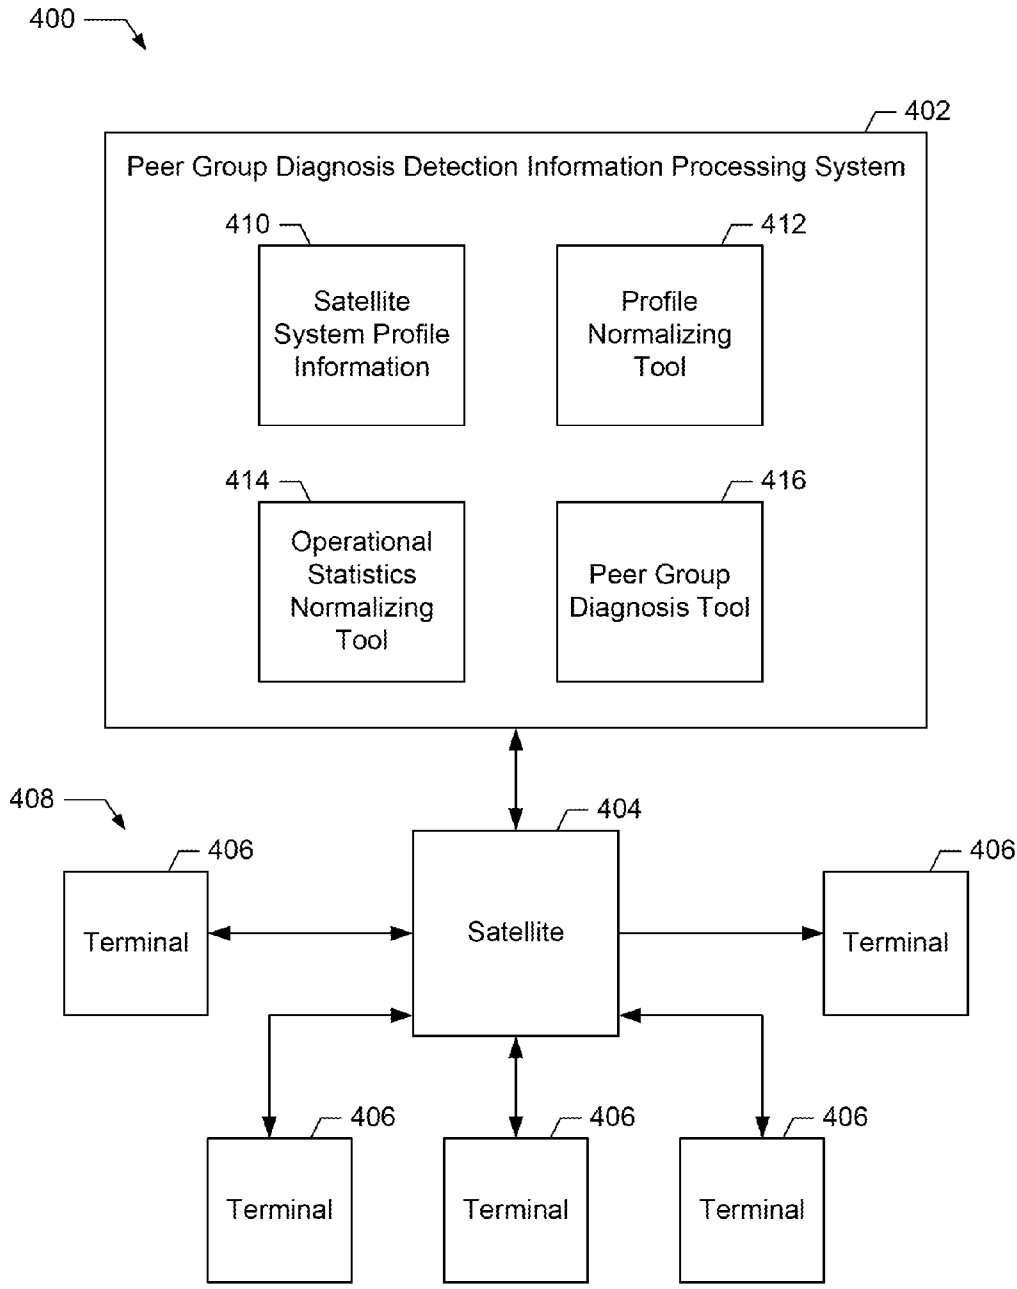 400
402
Peer Group Diagnosis Detection Information Processing System
410
412
Satellite
System Profile
Information
Profile
Normalizing
Tool
414
416
Operational
Statistics
Normalizing
Tool
Peer Group
Diagnosis Tool
408
404
406
406
Terminal
Satellite
Terminal
406
406
406
Terminal
Terminal
Terminal